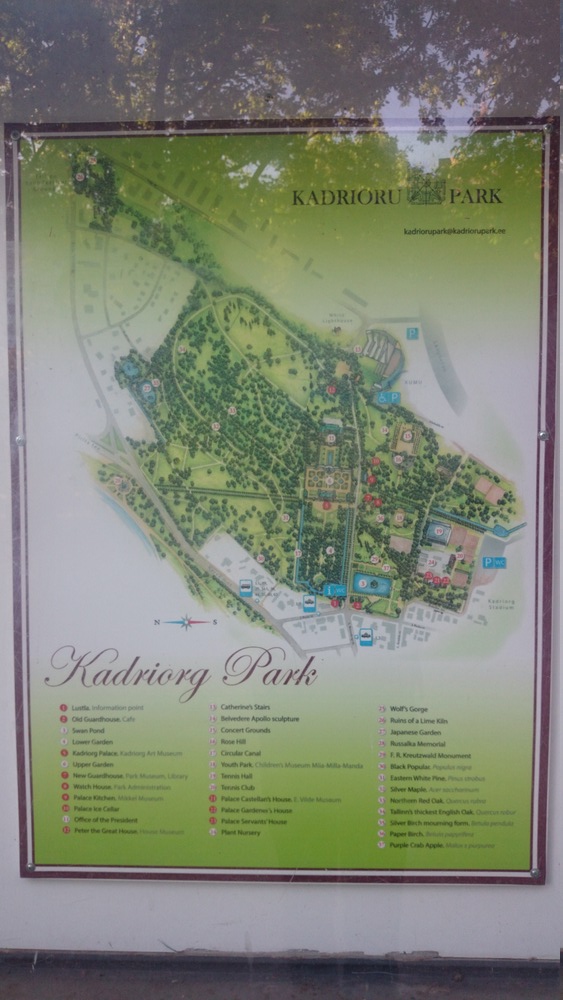 KADRIORU PARK
kadriorupark@kadriorupark.ee
Kadriorg Stadium
N S
Kadriorg Park
1 Lustla, Information point
2 Old Guardhouse, Cafe
3 Swan Pond
4 Lower Garden
5 Kadriorg Palace, Kadriorg Art Museum
6 Upper Garden
7 New Guardhouse, Park Museum, Library
8 Watch House, Park Administration
9 Palace Kitchen, Mikkel Museum
10 Palace Ice Cellar
11 Office of the President
12 Peter the Great House, House Museum
13 Catherine's Stairs
14 Belvedere Apollo sculpture
15 Concert Grounds
16 Rose Hill
17 Circular Canal
18 Youth Park, Children's Museum Miia-Milla-Manda
19 Tennis Hall
20 Tennis Club
21 Palace Castellan's House, E. Vilde Museum
22 Palace Gardener's House
23 Palace Servants' House
24 Plant Nursery
25 Wolf's Gorge
26 Ruins of a Lime Kiln
27 Japanese Garden
28 Russalka Memorial
29 F. R. Kreutzwald Monument
30 Black Popular, Populus nigra
31 Eastern White Pine, Pinus strobus
32 Silver Maple, Acer saccharinum
33 Northern Red Oak, Quercus rubra
34 Tallinn's thickest English Oak, Quercus robur
35 Silver Birch mourning form, Betula pendula
36 Paper Birch, Betula papyrifera
37 Purple Crab Apple, Malus x purpurea